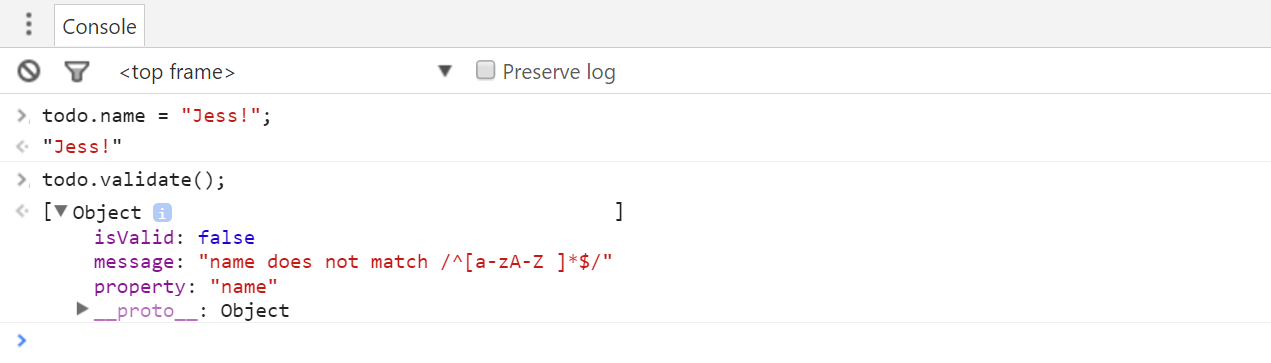 Console
<top frame> Preserve log
todo.name = "Jess!";
"Jess!"
todo.validate();
[Object i ]
isValid: false
message: "name does not match /^[a-zA-Z ]*$/"
property: "name"
__proto__: Object